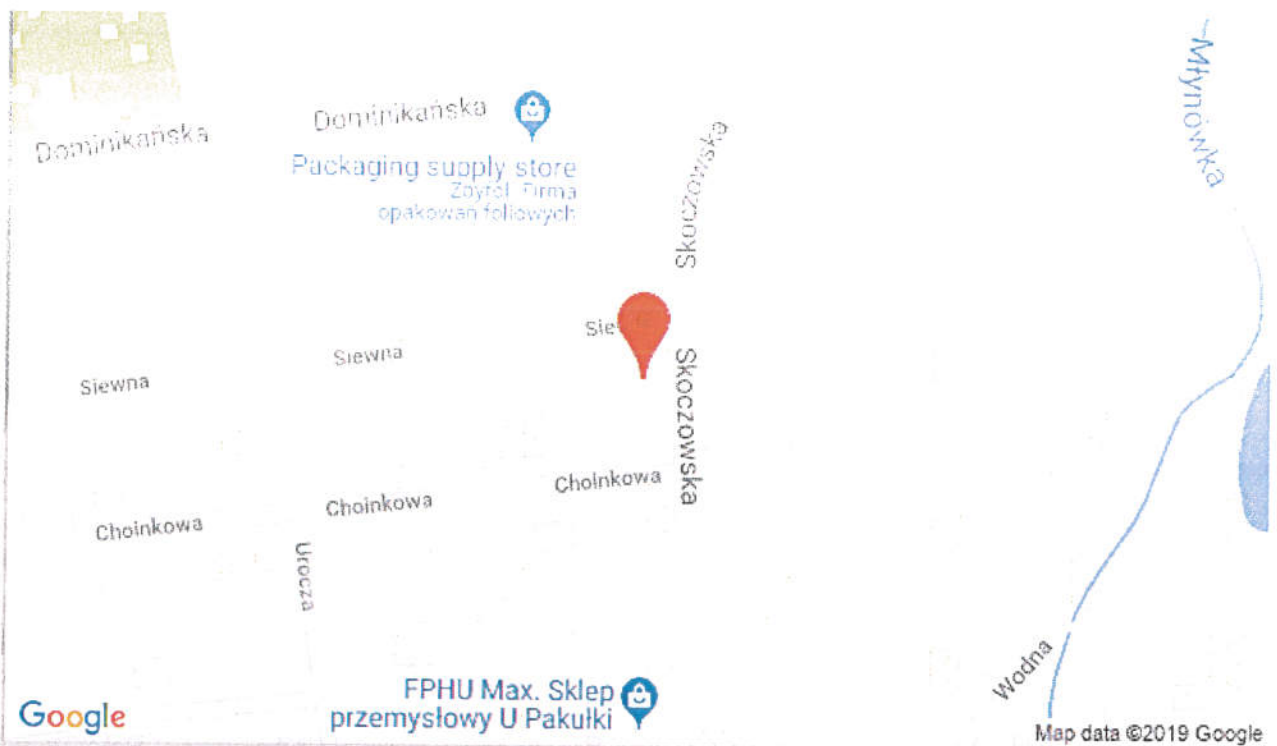 Młynówka
Dominikańska
Dominikańska
Packaging supply store
Firma
opakowań foliowych
Skoczowska
Sie
Siewna
Siewna
Skoczowska
Choinkowa
Choinkowa
Choinkowa
Urocza
Wodna
FPHU Max. Sklep
przemysłowy U Pakułki
Google
Map data ©2019 Google